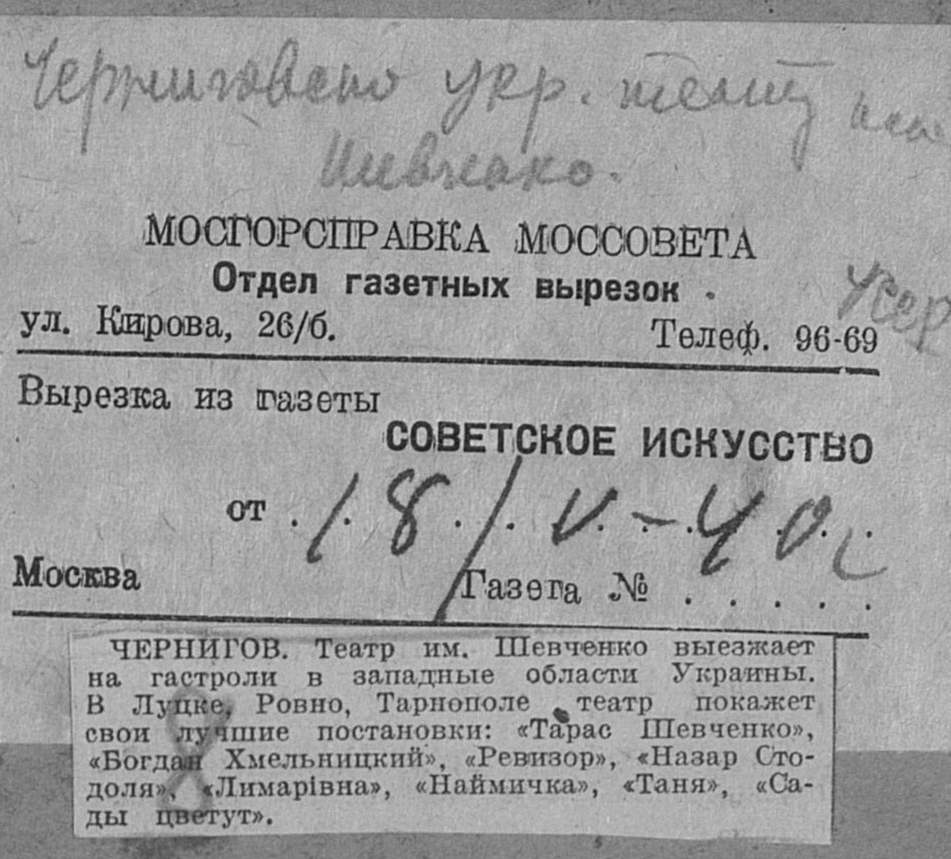 Черниговско укр. театр им
Шевченко.
МОСГОРСПРАВКА МОССОВЕТА
Отдел газетных вырезок
ул. Кирова, 26/б. Телеф. 96-69
Вырезка из газеты
СОВЕТСКОЕ ИСКУССТВО
от 18/V-40
Москва Газета № . . . . .
ЧЕРНИГОВ. Театр им. Шевченко выезжает
на гастроли в западные области Украины.
В Луцке, Ровно, Тарнополе театр покажет
свои лучшие постановки: «Тарас Шевченко»,
«Богдан Хмельницкий», «Ревизор», «Назар Сто-
доля», «Лимарівна», «Наймичка», «Таня», «Са-
ды цветут».